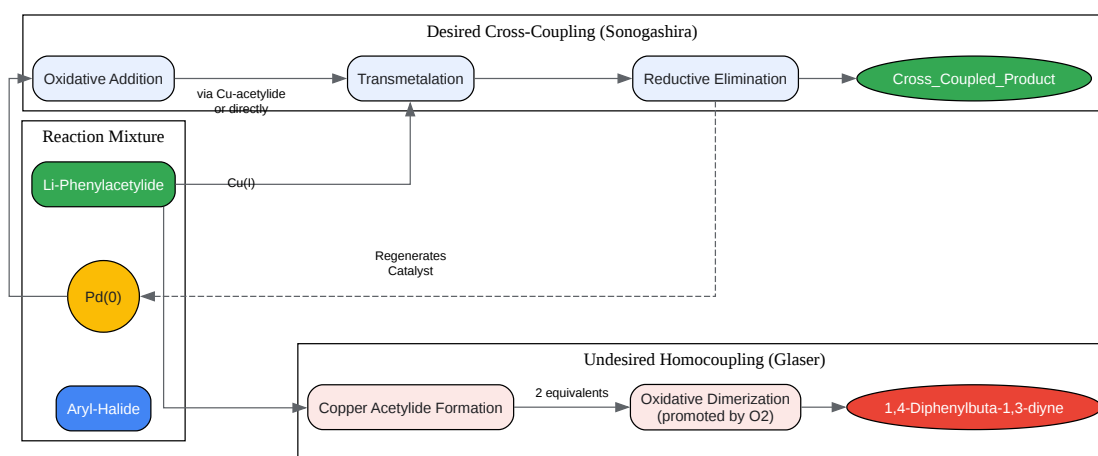 Desired Cross-Coupling (Sonogashira)
Oxidative Addition
Transmetalation
Reductive Elimination
Cross_Coupled_Product
via Cu-acetylide
or directly
Reaction Mixture
Li-Phenylacetylide
Cu(I)
Regenerates
Catalyst
Pd(0)
Aryl-Halide
Undesired Homocoupling (Glaser)
Copper Acetylide Formation
2 equivalents
Oxidative Dimerization
(promoted by O2)
1,4-Diphenylbuta-1,3-diyne